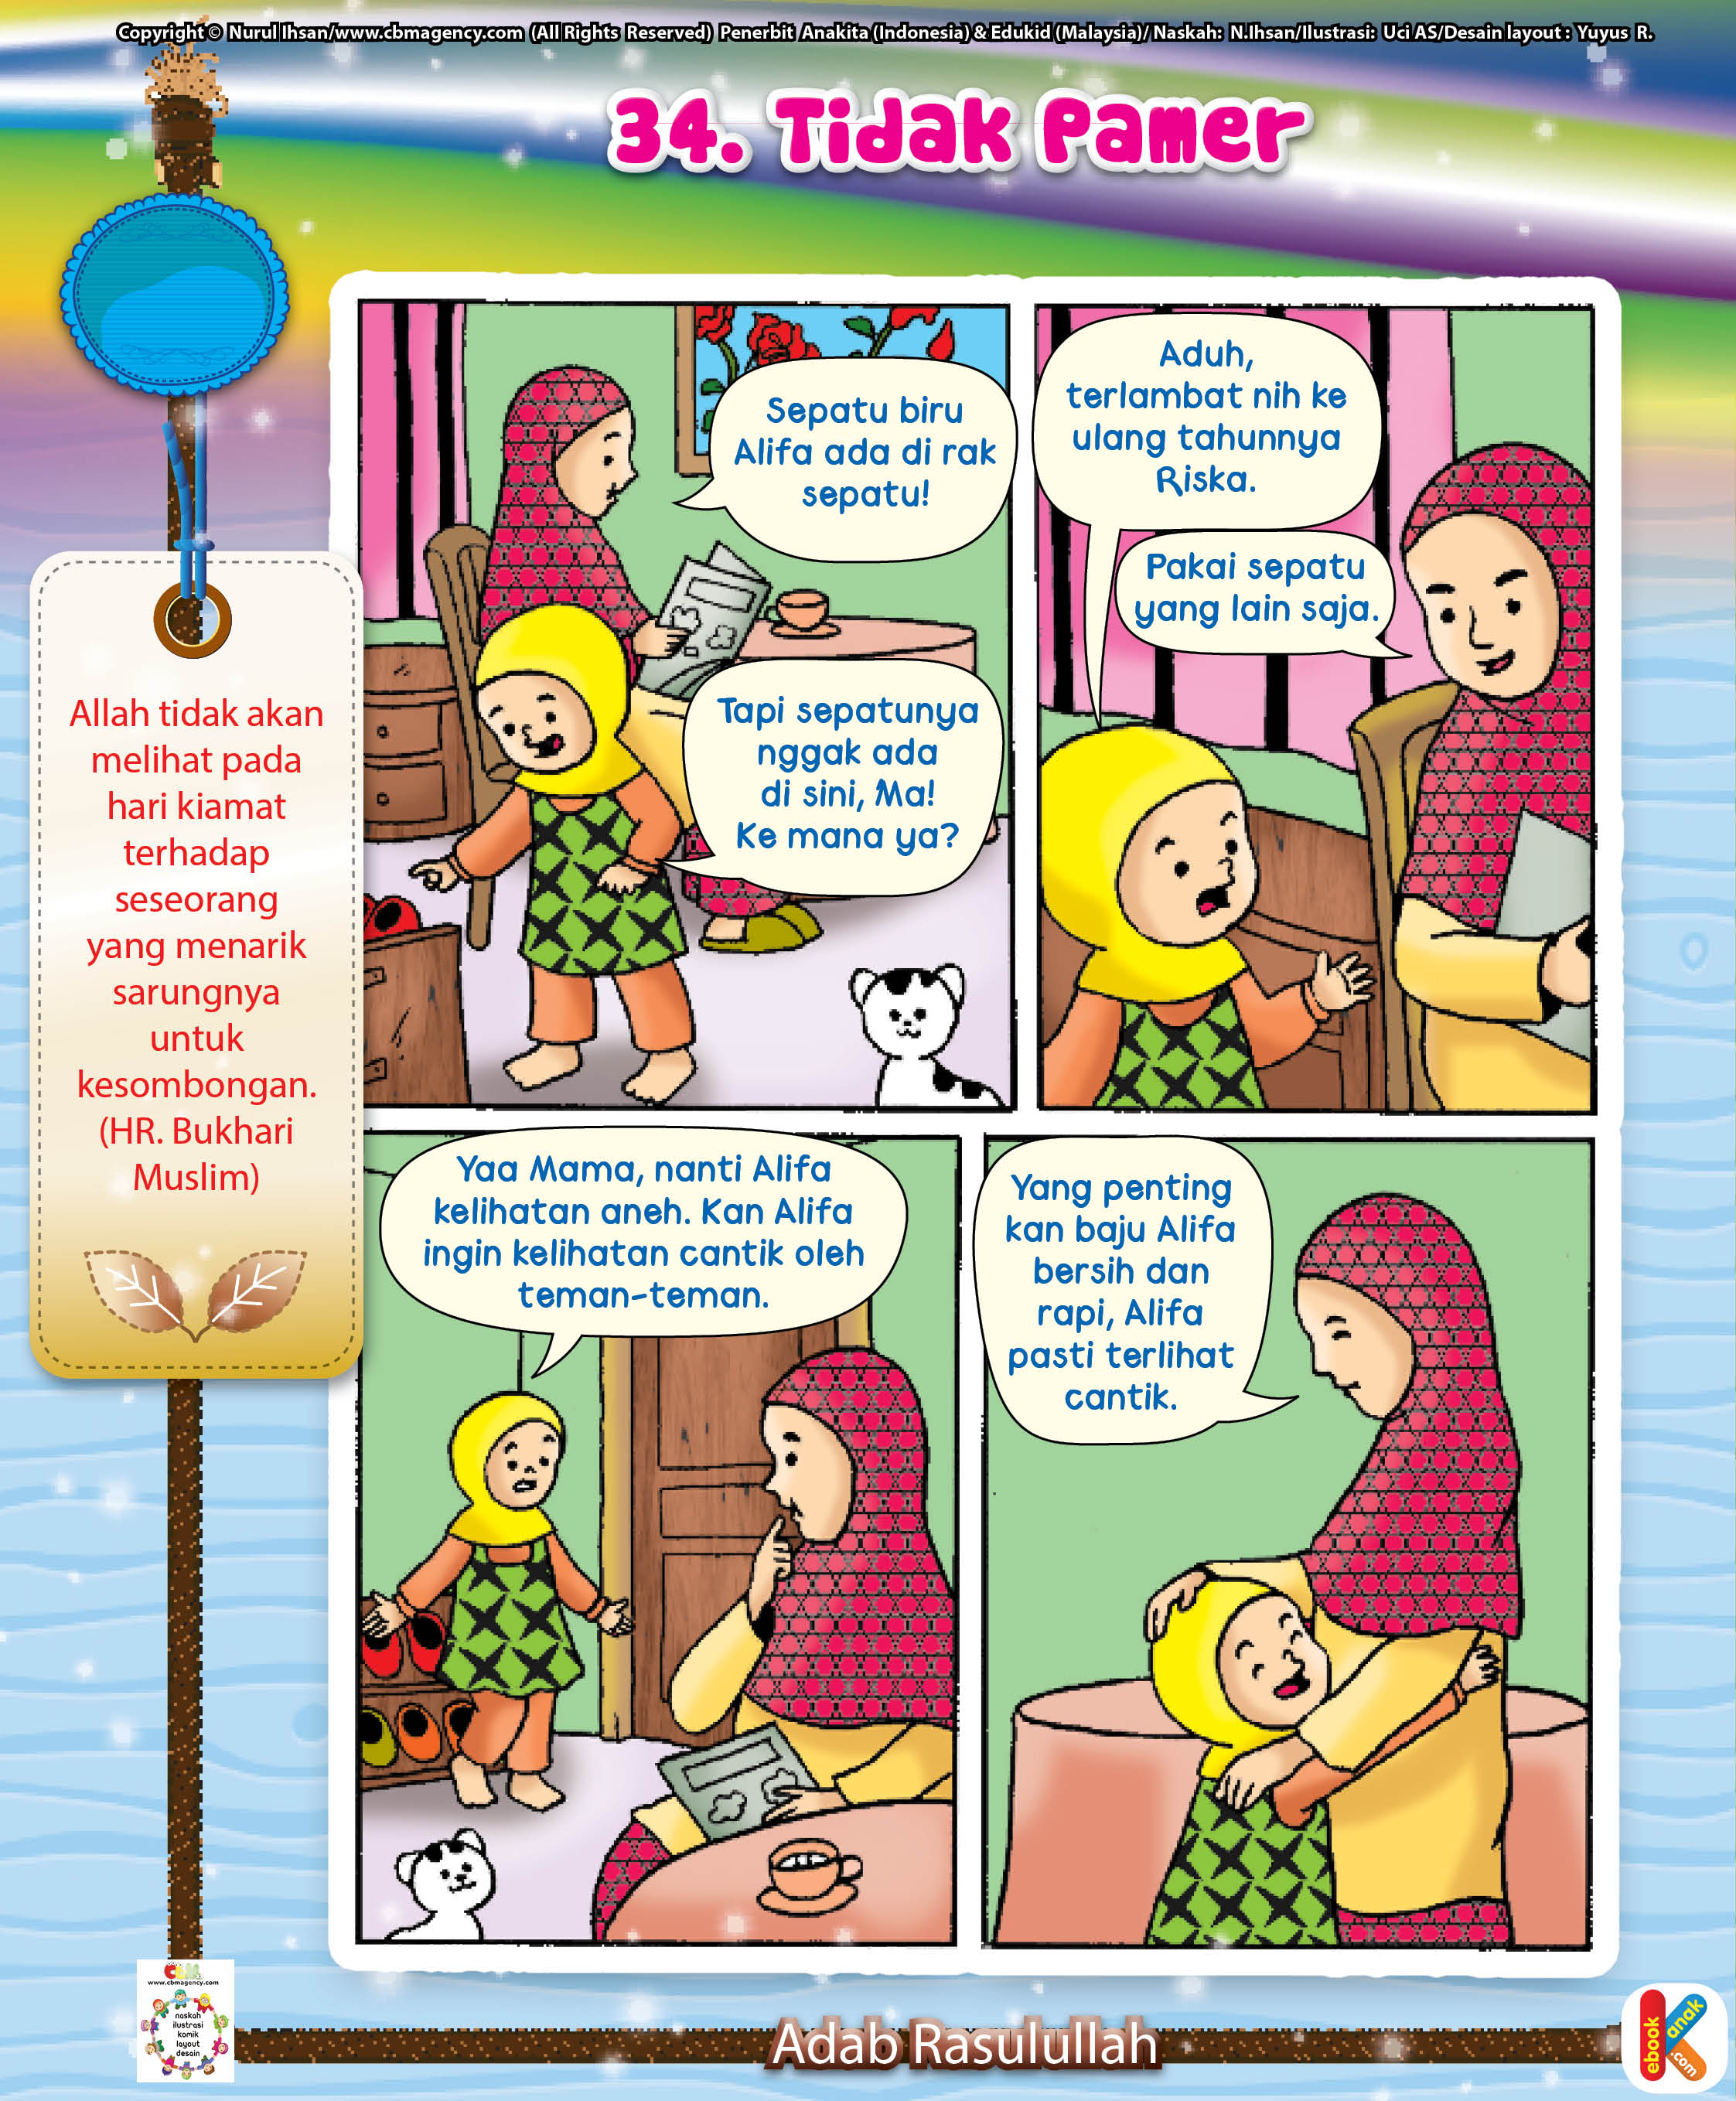 Copyright © Nurul Ihsan/www.cbmagency.com (All Rights Reserved) Penerbit Anakita (Indonesia) & Edukid (Malaysia)/ Naskah: N.Ihsan/Ilustrasi: Uci AS/Desain layout : Yuyus R.
34. Tidak Pamer
Sepatu biru
Alifa ada di rak
sepatu!
Tapi sepatunya
nggak ada
di sini, Ma!
Ke mana ya?
Aduh,
terlambat nih ke
ulang tahunnya
Riska.
Pakai sepatu
yang lain saja.
Yaa Mama, nanti Alifa
kelihatan aneh. Kan Alifa
ingin kelihatan cantik oleh
teman-teman.
Yang penting
kan baju Alifa
bersih dan
rapi, Alifa
pasti terlihat
cantik.
Allah tidak akan
melihat pada
hari kiamat
terhadap
seseorang
yang menarik
sarungnya
untuk
kesombongan.
(HR. Bukhari
Muslim)
cbm
www.cbmagency.com
naskah
ilustrasi
komik
layout
desain
Adab Rasulullah
ebook
anak
.com